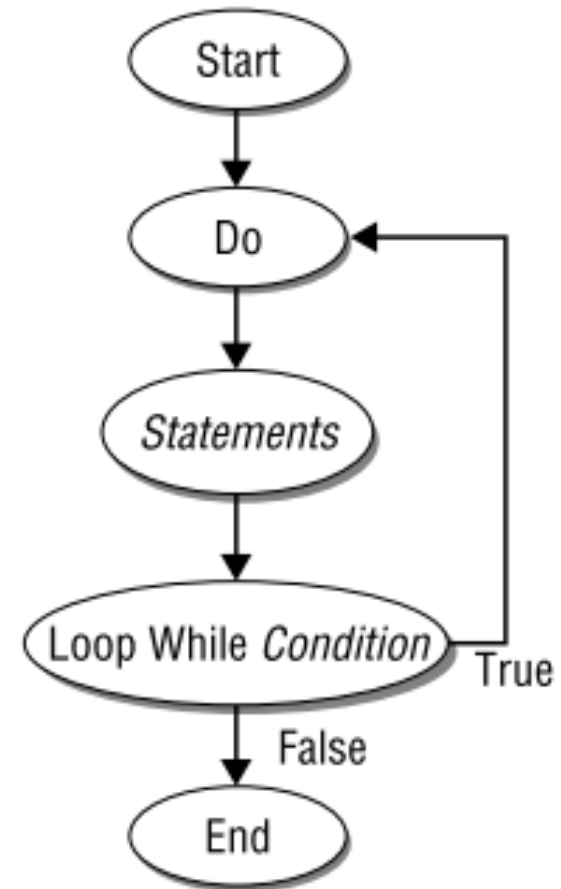 Start
Do
Statements
Loop While Condition
True
False
End